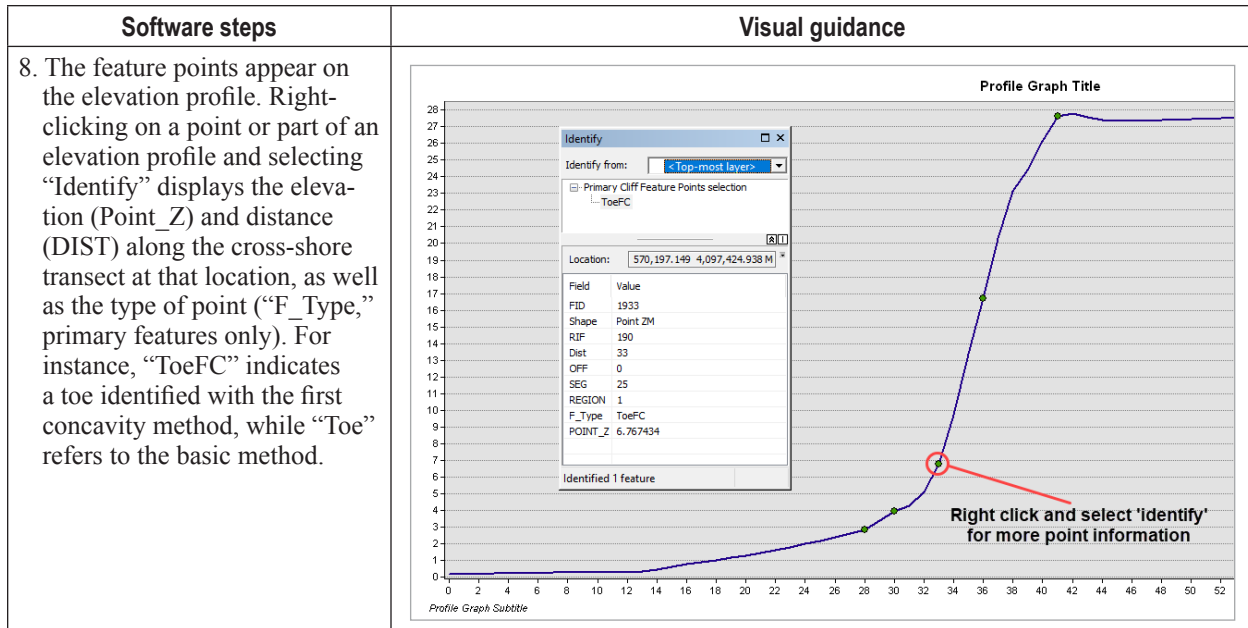 Software steps
Visual guidance
8. The feature points appear on
the elevation profile. Right-
clicking on a point or part of an
elevation profile and selecting
“Identify” displays the eleva-
tion (Point_Z) and distance
(DIST) along the cross-shore
transect at that location, as well
as the type of point (“F_Type,”
primary features only). For
instance, “ToeFC” indicates
a toe identified with the first
concavity method, while “Toe”
refers to the basic method.
Profile Graph Title
28
27
26
25
24
23
22
21
20
19
18
17
16
15
14
13
12
11
10
9
8
7
6
5
4
3
2
1
0
Identify
Identify from: <Top-most layer>
Primary Cliff Feature Points selection
ToeFC
Location: 570,197.149 4,097,424.938 M
Field Value
FID 1933
Shape Point ZM
RIF 190
Dist 33
OFF 0
SEG 25
REGION 1
F_Type ToeFC
POINT_Z 6.767434
Identified 1 feature
Right click and select 'identify'
for more point information
0 2 4 6 8 10 12 14 16 18 20 22 24 26 28 30 32 34 36 38 40 42 44 46 48 50 52
Profile Graph Subtitle